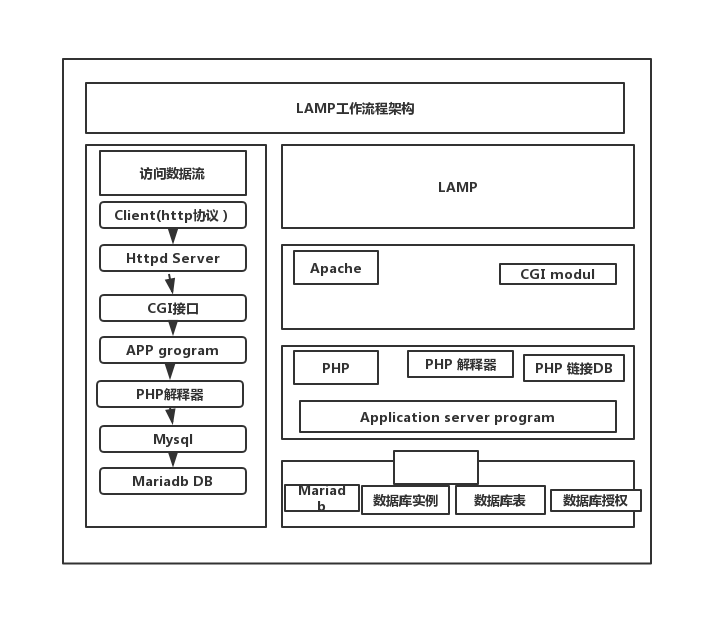 LAMP工作流程架构
访问数据流
Client(http协议 )
Httpd Server
CGI接口
APP grogram
PHP解释器
Mysql
Mariadb DB
LAMP
Apache
CGI modul
PHP
PHP 解释器
PHP 链接DB
Application server program
Mariad
b
数据库实例
数据库表
数据库授权